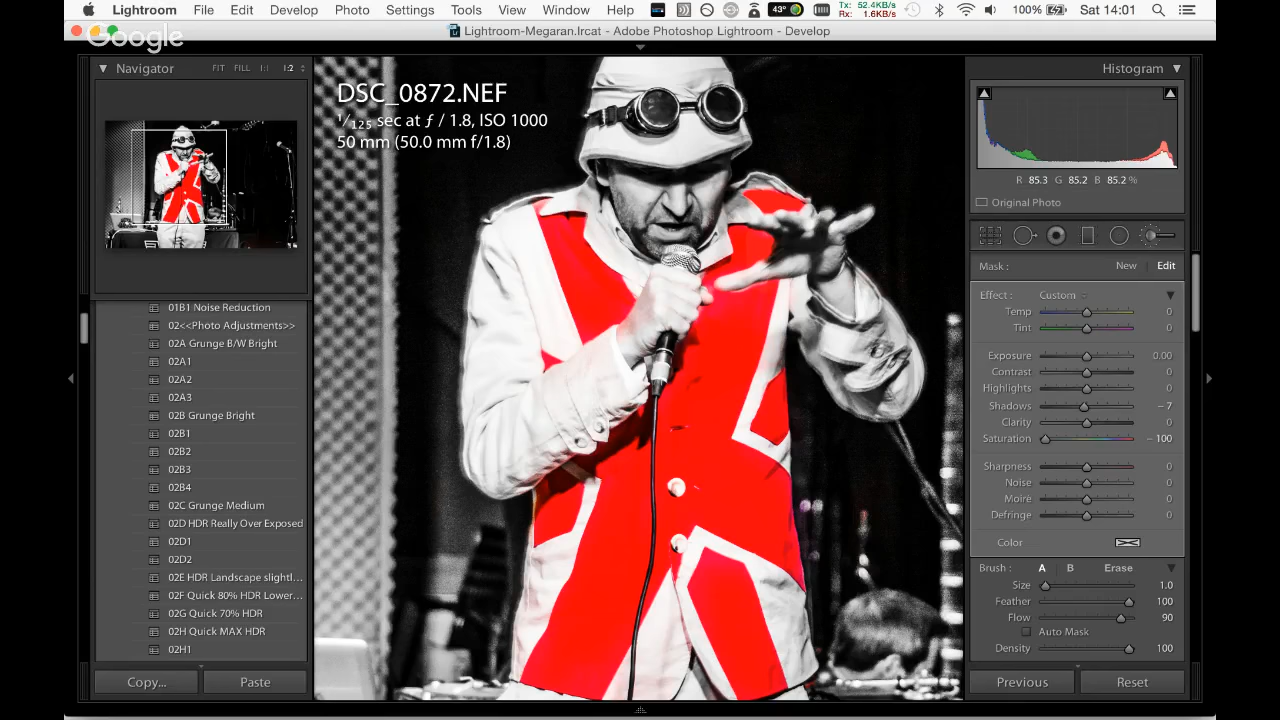 Lightroom File Edit Develop Photo Settings Tools View Window Help 43° Tx: 52.4KB/s Rx: 1.6KB/s 100% Sat 14:01
Google
Lightroom-Megaran.lrcat - Adobe Photoshop Lightroom - Develop
Navigator FIT FILL 1:1 1:2
DSC_0872.NEF
1/125 sec at ƒ / 1.8, ISO 1000
50 mm (50.0 mm f/1.8)
01B1 Noise Reduction
02<<Photo Adjustments>>
02A Grunge B/W Bright
02A1
02A2
02A3
02B Grunge Bright
02B1
02B2
02B3
02B4
02C Grunge Medium
02D HDR Really Over Exposed
02D1
02D2
02E HDR Landscape slightl...
02F Quick 80% HDR Lower...
02G Quick 70% HDR
02H Quick MAX HDR
02H1
Copy... Paste
Histogram
R 85.3 G 85.2 B 85.2 %
Original Photo
Mask : New Edit
Effect : Custom
Temp 0
Tint 0
Exposure 0.00
Contrast 0
Highlights 0
Shadows – 7
Clarity 0
Saturation – 100
Sharpness 0
Noise 0
Moiré 0
Defringe 0
Color
Brush : A B Erase
Size 1.0
Feather 100
Flow 90
Auto Mask
Density 100
Previous Reset